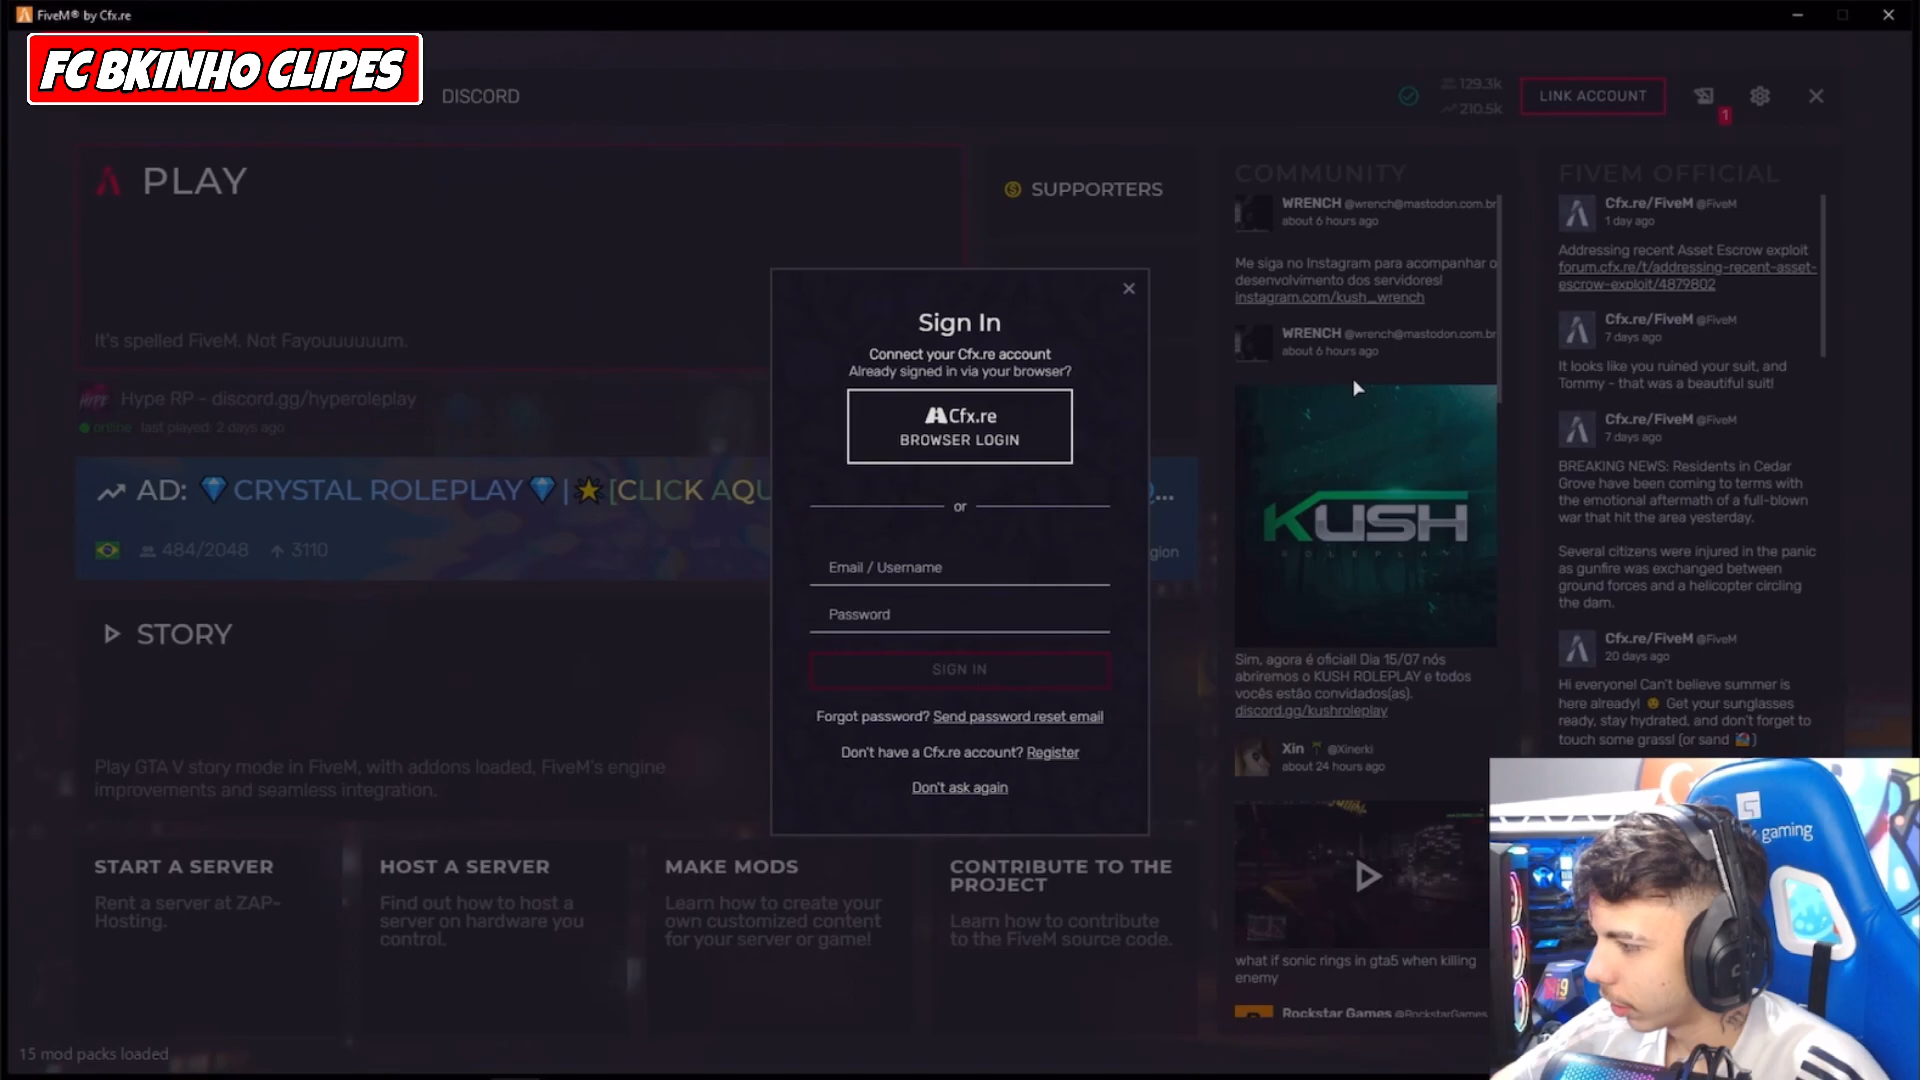 FiveM® by Cfx.re
FC BKINHO CLIPES
DISCORD
129.3k
210.5k
LINK ACCOUNT
1
PLAY
It's spelled FiveM. Not Fayouuuuuum.
HYPE
Hype RP - discord.gg/hyperoleplay
online last played: 2 days ago
AD: 💎CRYSTAL ROLEPLAY💎|🌟[CLICK AQU
...
484/2048 3110
gion
STORY
Play GTA V story mode in FiveM, with addons loaded, FiveM's engine
improvements and seamless integration.
START A SERVER
Rent a server at ZAP-
Hosting.
HOST A SERVER
Find out how to host a
server on hardware you
control.
MAKE MODS
Learn how to create your
own customized content
for your server or game!
CONTRIBUTE TO THE
PROJECT
Learn how to contribute
to the FiveM source code.
15 mod packs loaded
SUPPORTERS
Sign In
Connect your Cfx.re account
Already signed in via your browser?
Cfx.re
BROWSER LOGIN
or
Email / Username
Password
SIGN IN
Forgot password? Send password reset email
Don't have a Cfx.re account? Register
Don't ask again
COMMUNITY
WRENCH @wrench@mastodon.com.br
about 6 hours ago
Me siga no Instagram para acompanhar o
desenvolvimento dos servidores!
instagram.com/kush_wrench
WRENCH @wrench@mastodon.com.br
about 6 hours ago
KUSH
ROLEPLAY
Sim, agora é oficial! Dia 15/07 nós
abriremos o KUSH ROLEPLAY e todos
vocês estão convidados(as).
discord.gg/kushroleplay
Xin 🌴 @Xinerki
about 24 hours ago
what if sonic rings in gta5 when killing
enemy
Rockstar Games @RockstarGames
FIVEM OFFICIAL
Cfx.re/FiveM @FiveM
1 day ago
Addressing recent Asset Escrow exploit
forum.cfx.re/t/addressing-recent-asset-
escrow-exploit/4879802
Cfx.re/FiveM @FiveM
7 days ago
It looks like you ruined your suit, and
Tommy - that was a beautiful suit!
Cfx.re/FiveM @FiveM
7 days ago
BREAKING NEWS: Residents in Cedar
Grove have been coming to terms with
the emotional aftermath of a full-blown
war that hit the area yesterday.
Several citizens were injured in the panic
as gunfire was exchanged between
ground forces and a helicopter circling
the dam.
Cfx.re/FiveM @FiveM
20 days ago
Hi everyone! Can't believe summer is
here already! 😲 Get your sunglasses
ready, stay hydrated, and don't forget to
touch some grass! (or sand 🏖️)
gaming
i9